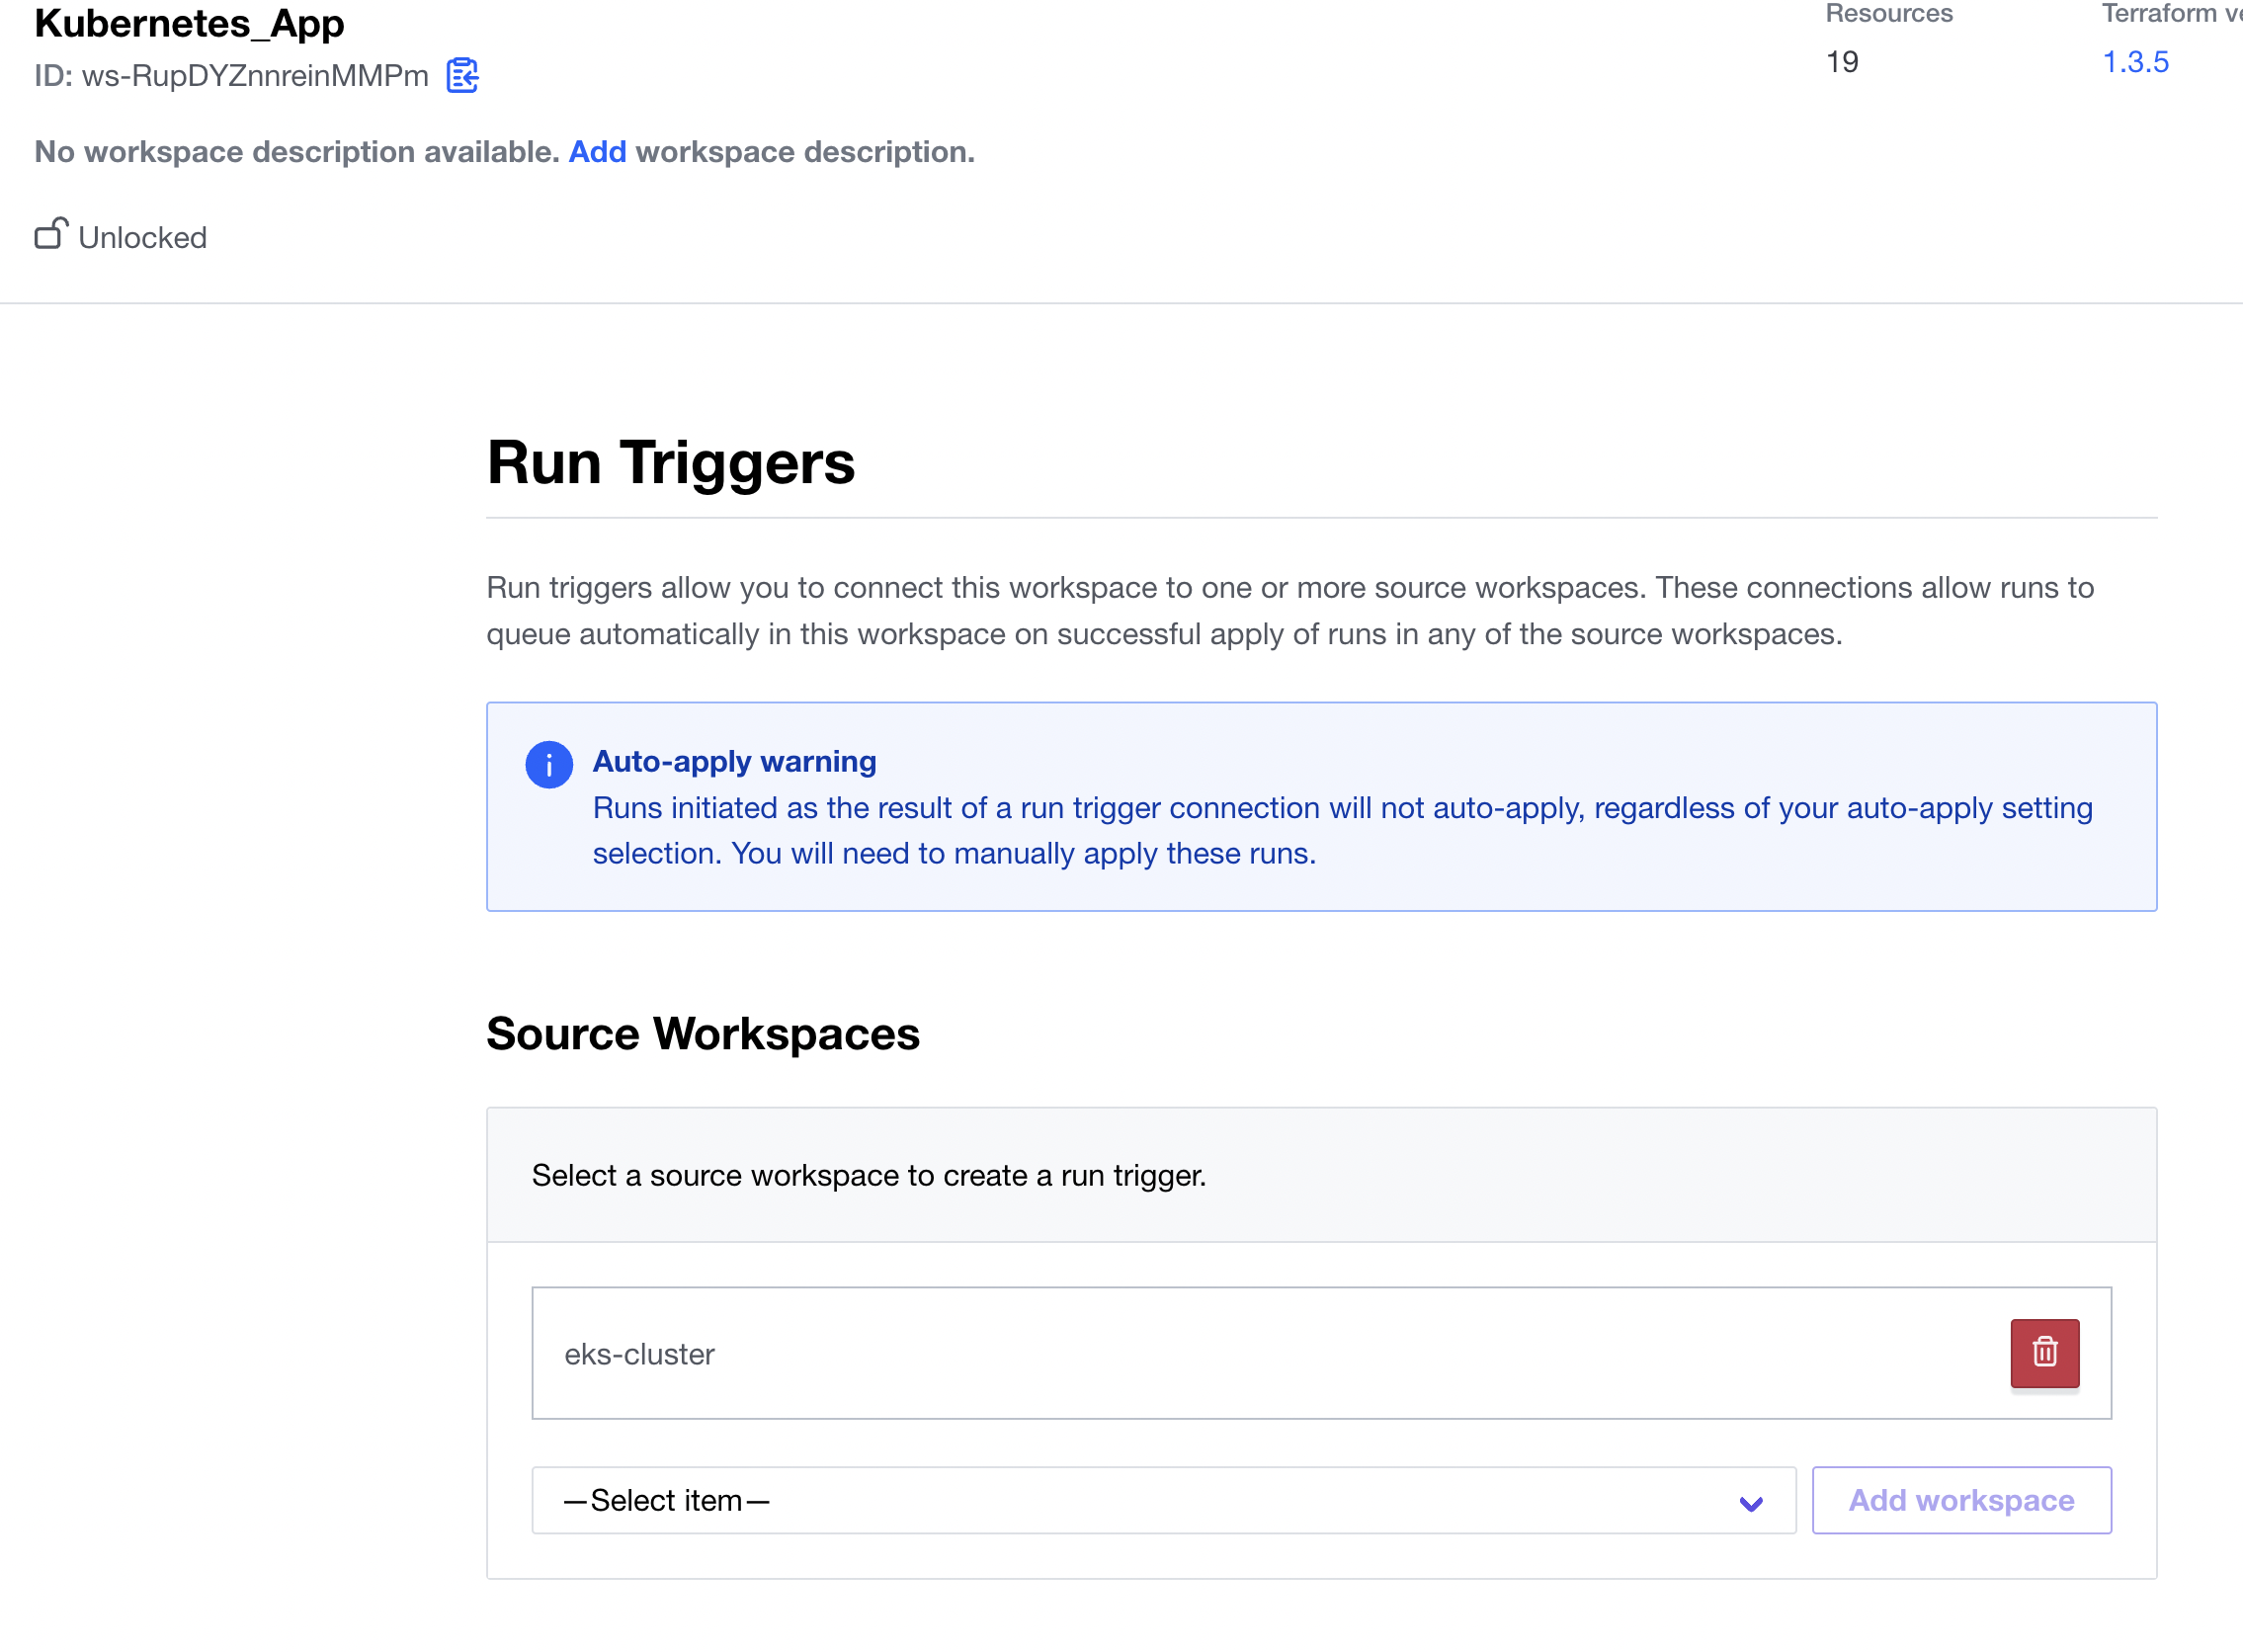 Kubernetes_App
Resources
Terraform ve
ID: ws-RupDYZnnreinMMPm
19
1.3.5
No workspace description available. Add workspace description.
Unlocked
Run Triggers
Run triggers allow you to connect this workspace to one or more source workspaces. These connections allow runs to
queue automatically in this workspace on successful apply of runs in any of the source workspaces.
Auto-apply warning
Runs initiated as the result of a run trigger connection will not auto-apply, regardless of your auto-apply setting
selection. You will need to manually apply these runs.
Source Workspaces
Select a source workspace to create a run trigger.
eks-cluster
—Select item—
Add workspace